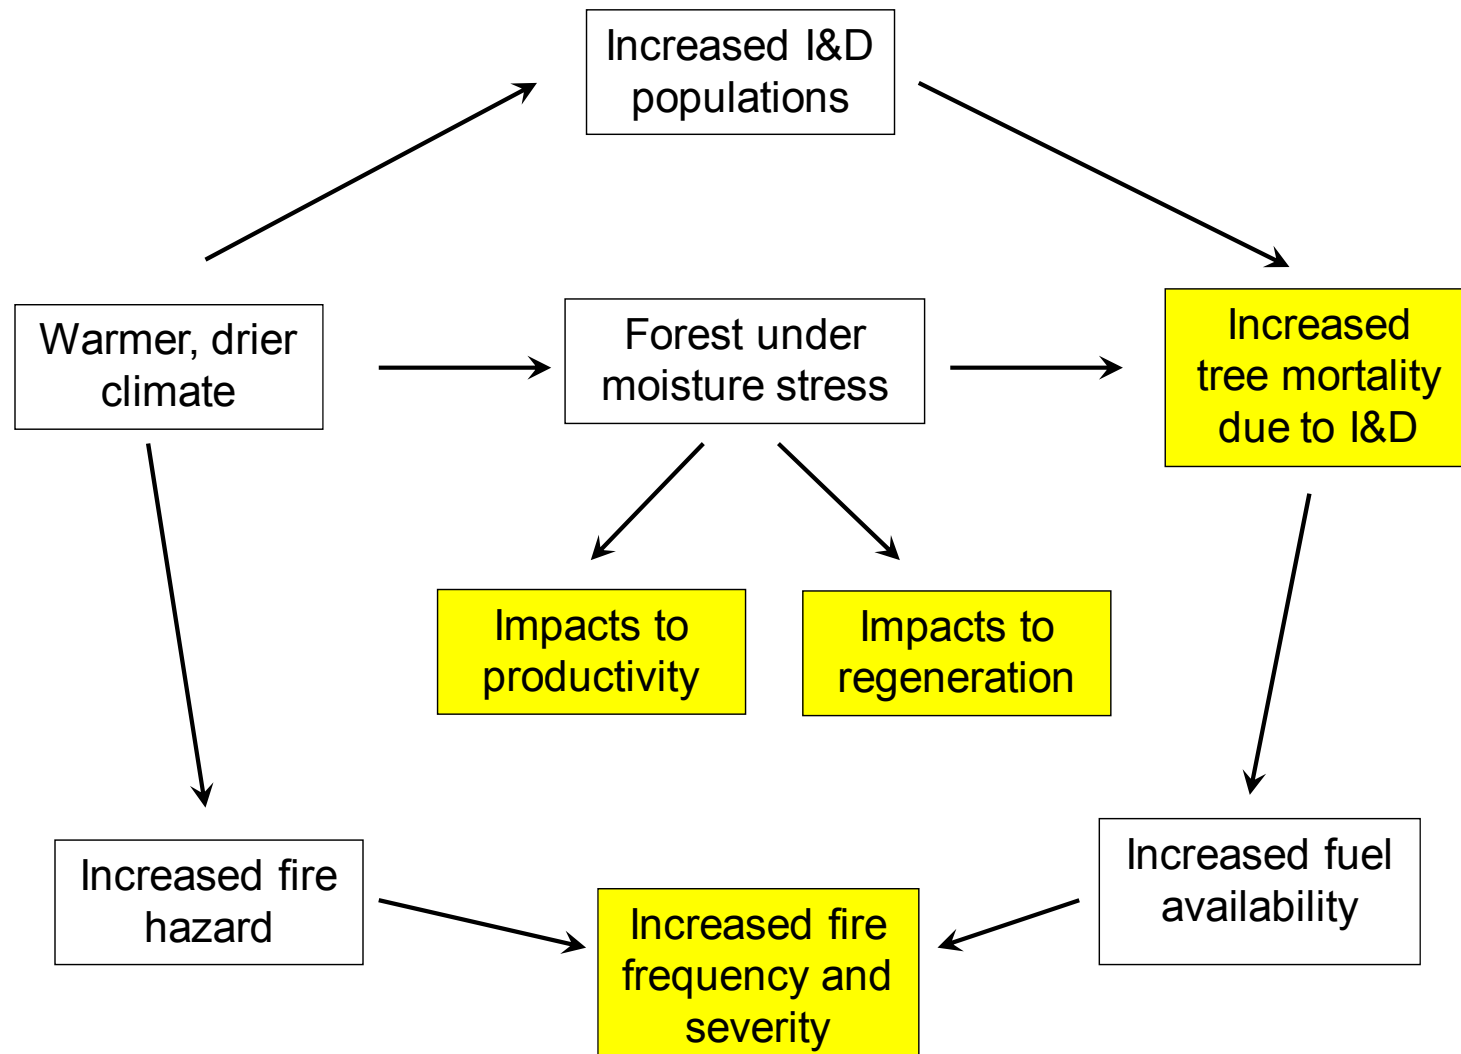 Increased I&D
populations
Warmer, drier
climate
Forest under
moisture stress
Increased
tree mortality
due to I&D
Impacts to
productivity
Impacts to
regeneration
Increased fire
hazard
Increased fire
frequency and
severity
Increased fuel
availability